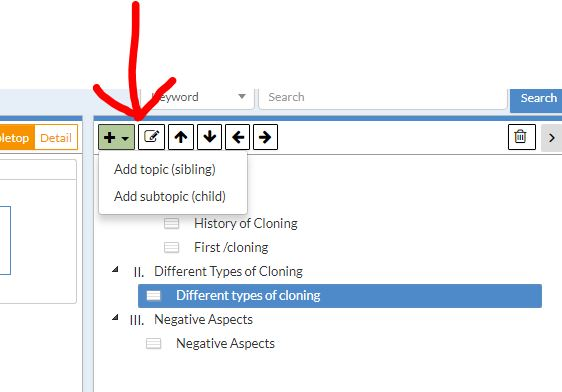 Keyword Search Search
bletop Detail
Add topic (sibling)
Add subtopic (child)
History of Cloning
First /cloning
II. Different Types of Cloning
Different types of cloning
III. Negative Aspects
Negative Aspects